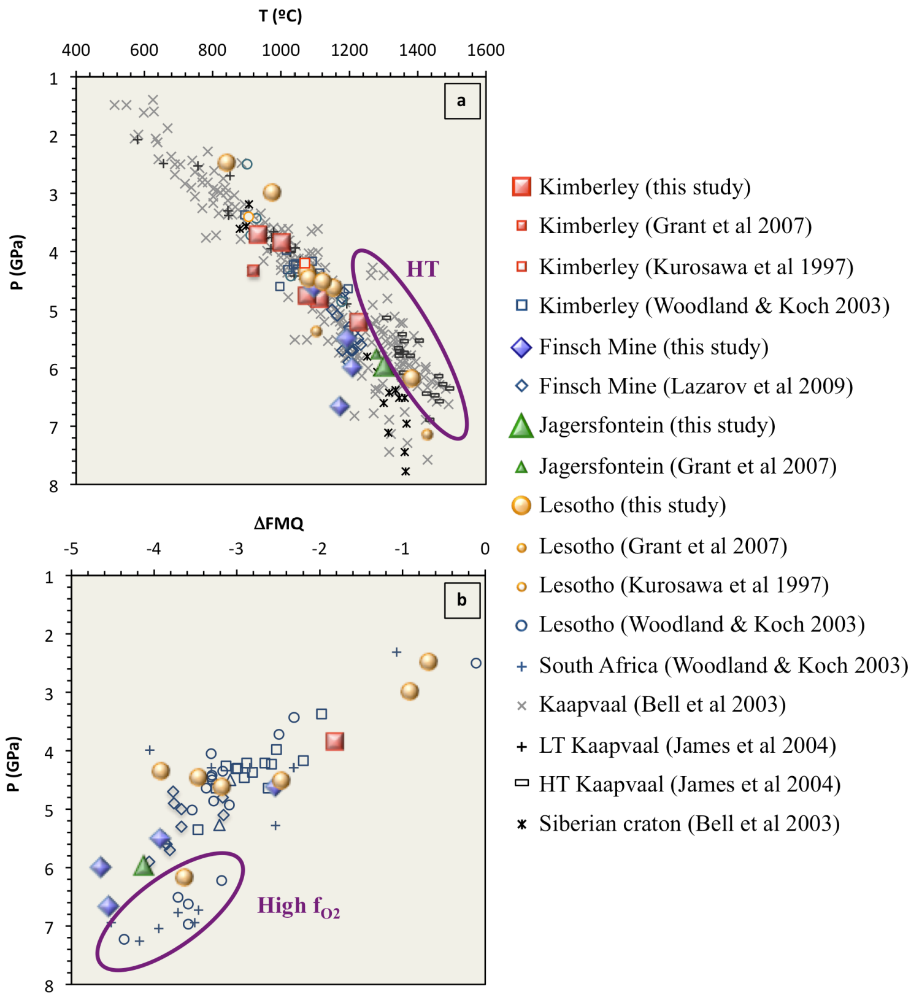 T (ºC)
400 600 800 1000 1200 1400 1600
1
a
2
3
4
HT
5
6
7
8
P (GPa)
Kimberley (this study)
Kimberley (Grant et al 2007)
Kimberley (Kurosawa et al 1997)
Kimberley (Woodland & Koch 2003)
Finsch Mine (this study)
Finsch Mine (Lazarov et al 2009)
Jagersfontein (this study)
Jagersfontein (Grant et al 2007)
Lesotho (this study)
Lesotho (Grant et al 2007)
Lesotho (Kurosawa et al 1997)
Lesotho (Woodland & Koch 2003)
South Africa (Woodland & Koch 2003)
Kaapvaal (Bell et al 2003)
LT Kaapvaal (James et al 2004)
HT Kaapvaal (James et al 2004)
Siberian craton (Bell et al 2003)
ΔFMQ
-5 -4 -3 -2 -1 0
1
b
2
3
4
5
6
7
8
P (GPa)
High fO2